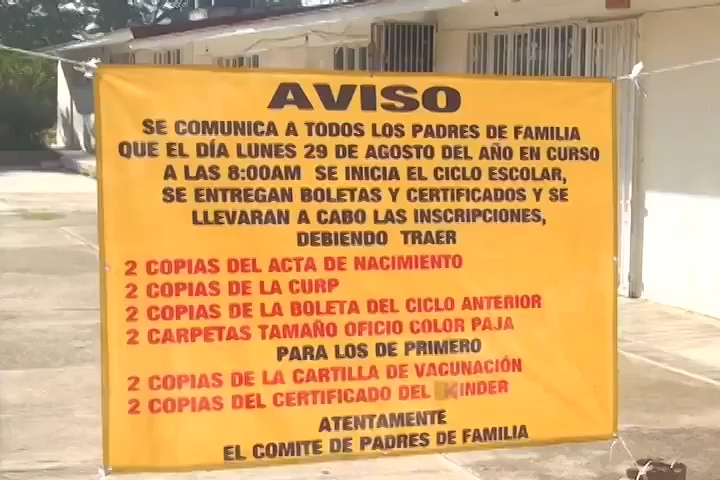 AVISO
SE COMUNICA A TODOS LOS PADRES DE FAMILIA
QUE EL DÍA LUNES 29 DE AGOSTO DEL AÑO EN CURSO
A LAS 8:00AM SE INICIA EL CICLO ESCOLAR,
SE ENTREGAN BOLETAS Y CERTIFICADOS Y SE
LLEVARAN A CABO LAS INSCRIPCIONES,
DEBIENDO TRAER
2 COPIAS DEL ACTA DE NACIMIENTO
2 COPIAS DE LA CURP
2 COPIAS DE LA BOLETA DEL CICLO ANTERIOR
2 CARPETAS TAMAÑO OFICIO COLOR PAJA
PARA LOS DE PRIMERO
2 COPIAS DE LA CARTILLA DE VACUNACIÓN
2 COPIAS DEL CERTIFICADO DEL KINDER
ATENTAMENTE
EL COMITE DE PADRES DE FAMILIA